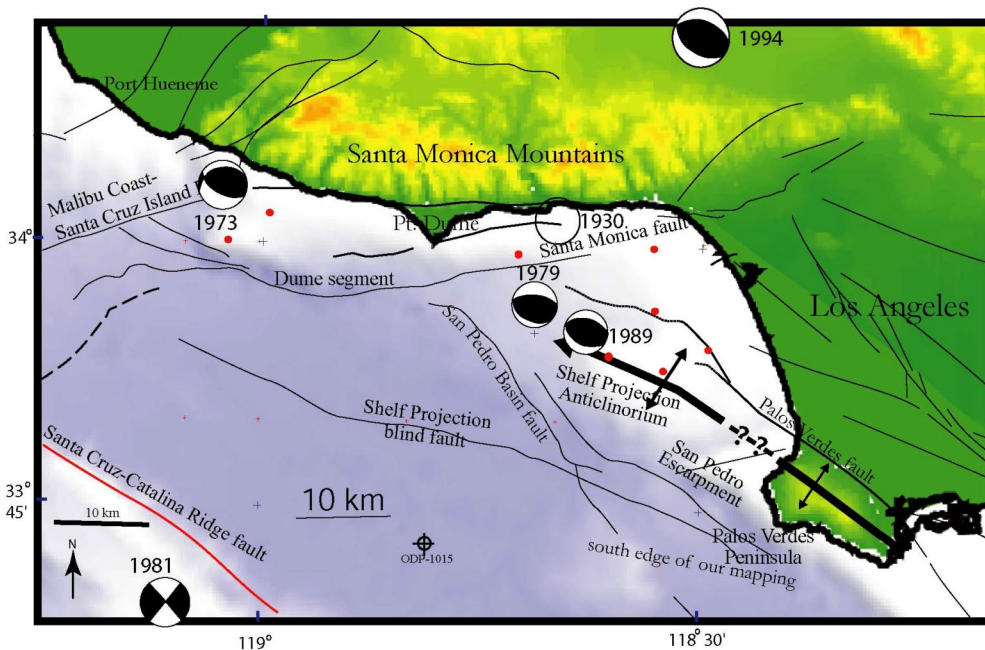 1994
Port Hueneme
Santa Monica Mountains
Malibu Coast-
Santa Cruz Island
1973
Pt. Dume
1930
Santa Monica fault
34°
Dume segment
1979
Los Angeles
1989
San Pedro Basin fault
Shelf Projection
Anticlinorium
Shelf Projection
blind fault
Palos Verdes fault
?-?
San Pedro
Escarpment
Santa Cruz-Catalina Ridge fault
33°
45'
10 km
10 km
N
ODP-1015
Palos Verdes
Peninsula
south edge of our mapping
1981
119°
118°30'